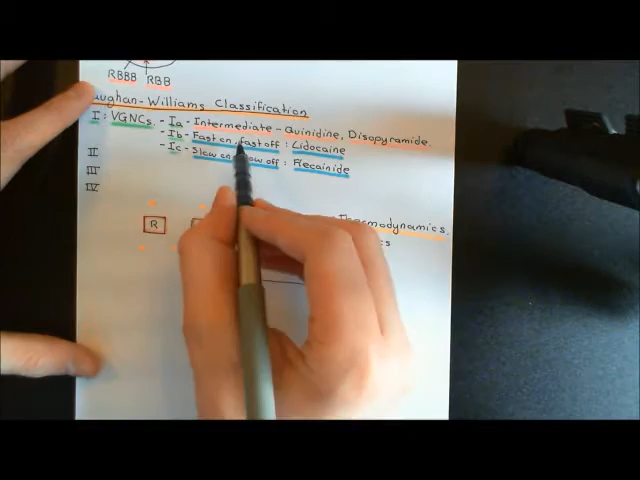 RBBB RBB
aughan-Williams Classification
I: VGNCs - Ia - Intermediate - Quinidine, Disopyramide.
- Ib - Fast on, fast off : Lidocaine
II - Ic - Slow on, slow off : Flecainide
III
IV
R Thermodynamics
cs